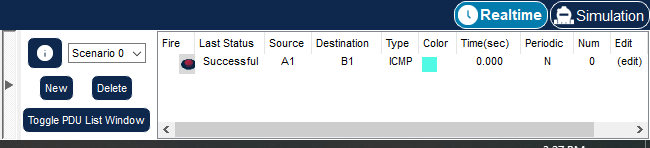 Realtime Simulation
Scenario 0
New Delete
Toggle PDU List Window
Fire Last Status Source Destination Type Color Time(sec) Periodic Num Edit
Successful A1 B1 ICMP 0.000 N 0 (edit)